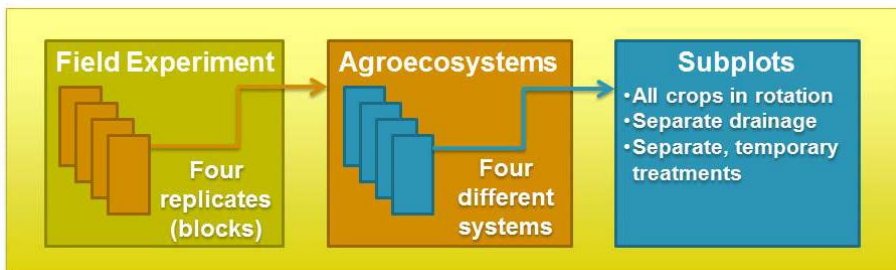 Field Experiment
Four
replicates
(blocks)
Agroecosystems
Four
different
systems
Subplots
•All crops in rotation
•Separate drainage
•Separate, temporary
treatments